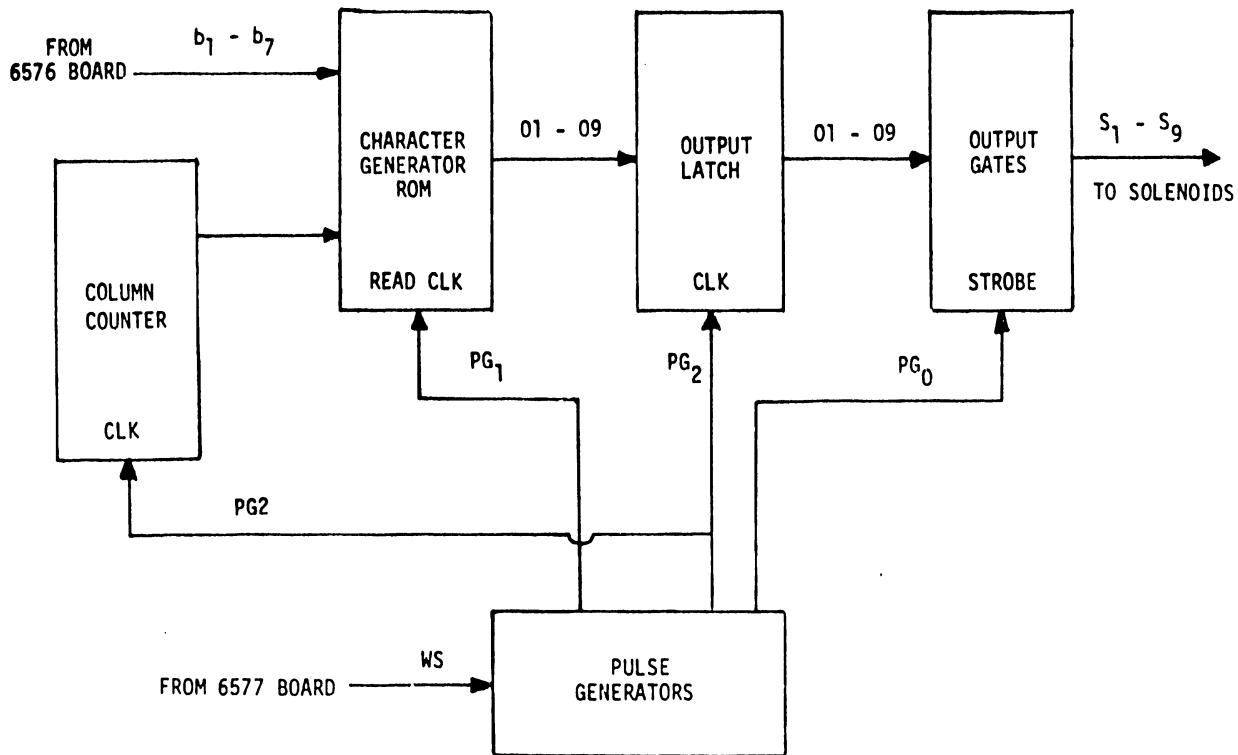 FROM
6576 BOARD
b1 - b7
CHARACTER
GENERATOR
ROM
READ CLK
01 - 09
OUTPUT
LATCH
CLK
01 - 09
OUTPUT
GATES
STROBE
S1 - S9
TO SOLENOIDS
COLUMN
COUNTER
CLK
PG1
PG2
PG0
PG2
FROM 6577 BOARD
WS
PULSE
GENERATORS